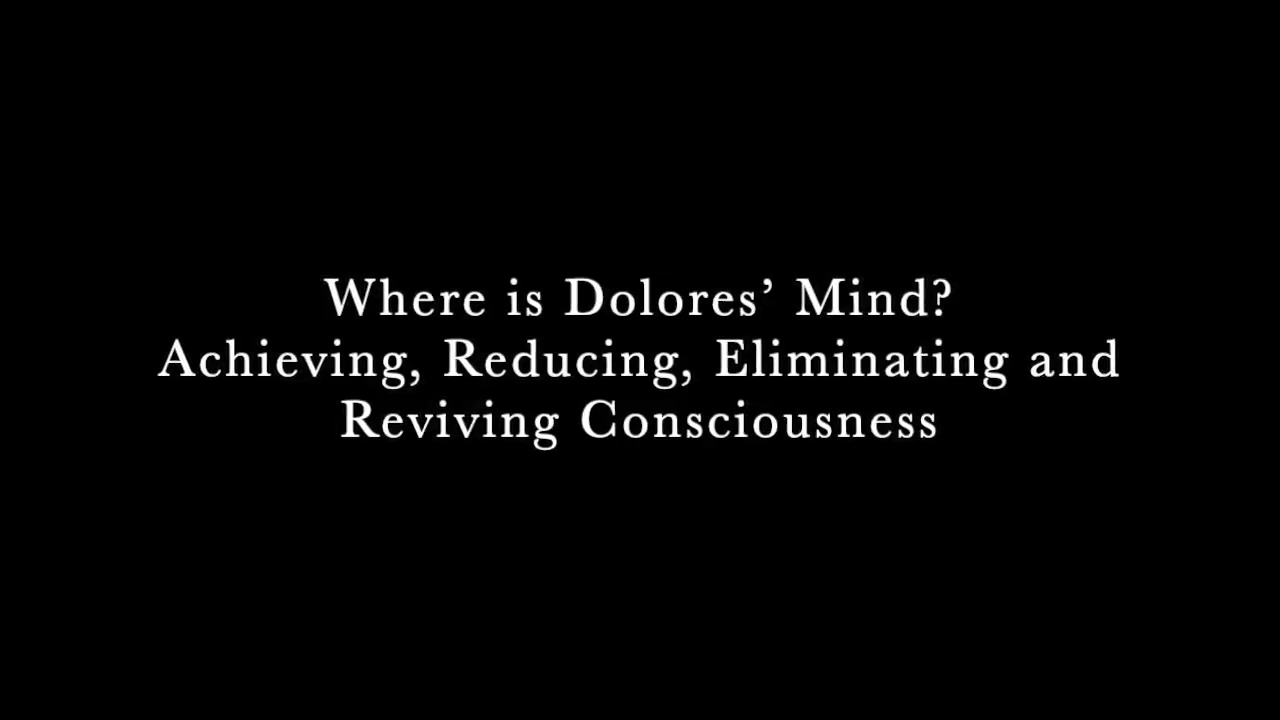 Where is Dolores’ Mind?
Achieving, Reducing, Eliminating and
Reviving Consciousness